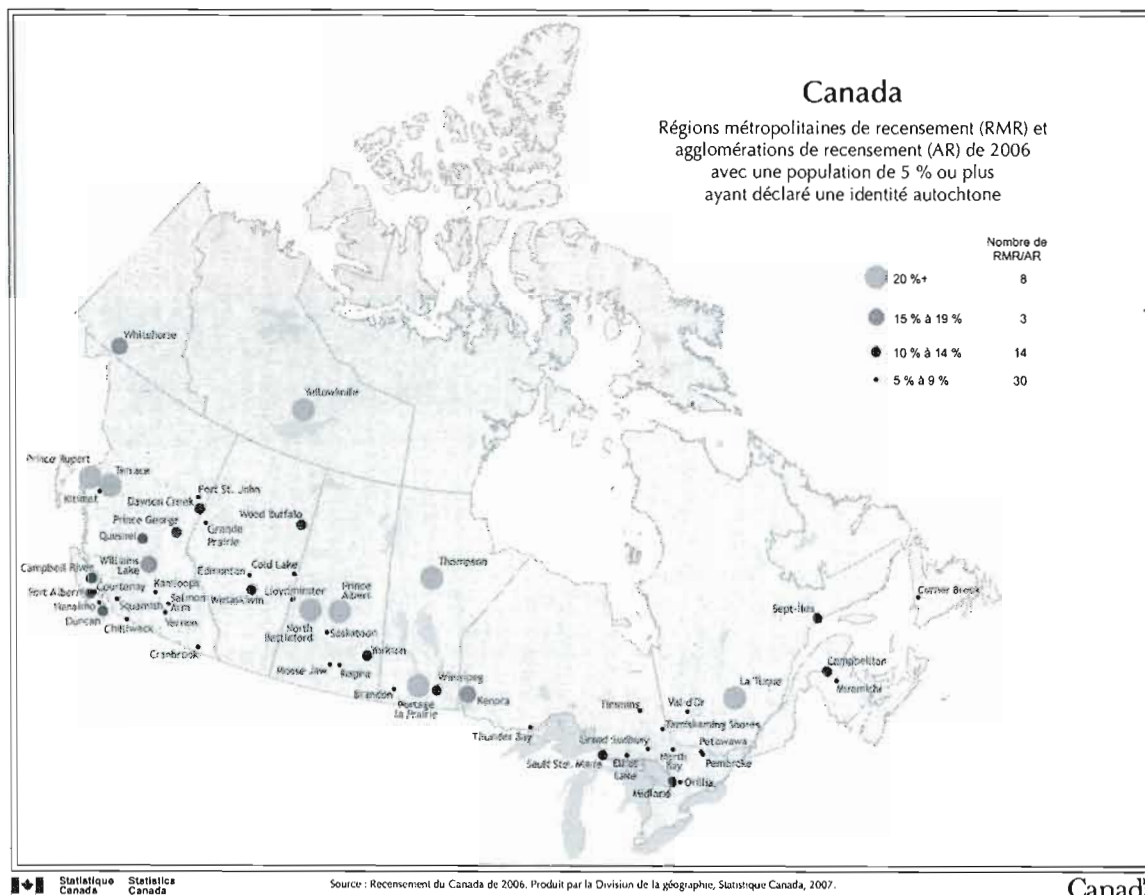 Canada
Régions métropolitaines de recensement (RMR) et
agglomérations de recensement (AR) de 2006
avec une population de 5 % ou plus
ayant déclaré une identité autochtone
Nombre de
RMR/AR
20 %+ 8
15 % à 19 % 3
10 % à 14 % 14
5 % à 9 % 30
Whitehorse
Yellowknife
Prince Rupert
Terrace
Kitimat
Fort St. John
Dawson Creek
Prince George
Grande
Prairie
Wood Buffalo
Quesnel
Williams
Lake
Campbell River
Courtenay
Port Alberni
Nanaimo
Duncan
Squamish
Chilliwack
Kamloops
Salmon
Arm
Vernon
Cranbrook
Edmonton
Cold Lake
Wetaskiwin
Lloydminster
North
Battleford
Prince
Albert
Saskatoon
Thompson
Yorkton
Moose Jaw
Regina
Brandon
Portage
la Prairie
Winnipeg
Kenora
Thunder Bay
Timmins
Val-d'Or
Temiskaming Shores
Grand Sudbury
Sault Ste. Marie
Elliot
Lake
North
Bay
Petawawa
Pembroke
Midland
Orillia
La Tuque
Sept-Îles
Corner Brook
Campbellton
Miramichi
Statistique
Canada
Statistics
Canada
Source : Recensement du Canada de 2006. Produit par la Division de la géographie, Statistique Canada, 2007.